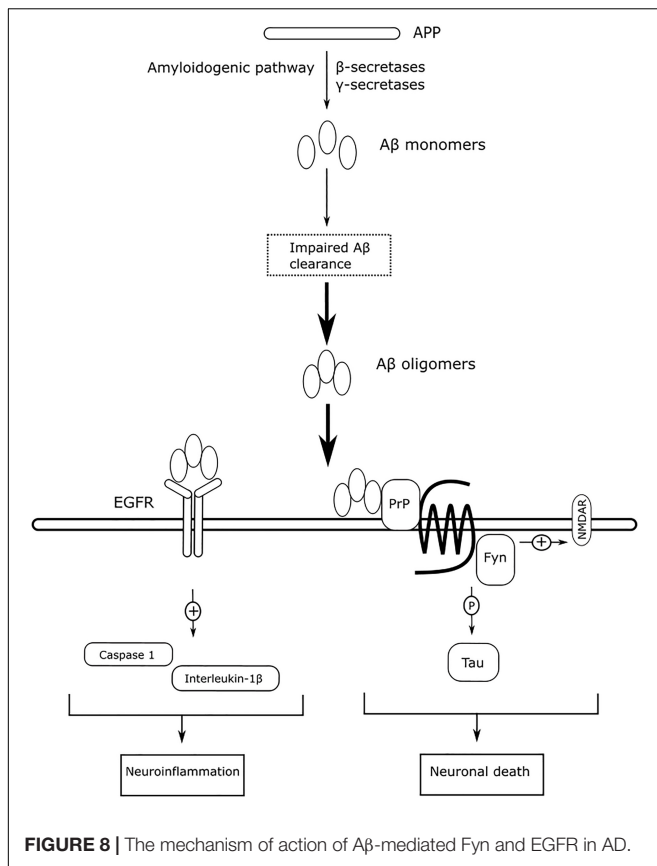 APP
Amyloidogenic pathway
β-secretases
γ-secretases
Aβ monomers
Impaired Aβ
clearance
Aβ oligomers
EGFR
PrP
NMDAR
Fyn
+
+
P
Caspase 1
Interleukin-1β
Tau
Neuroinflammation
Neuronal death
FIGURE 8 | The mechanism of action of Aβ-mediated Fyn and EGFR in AD.